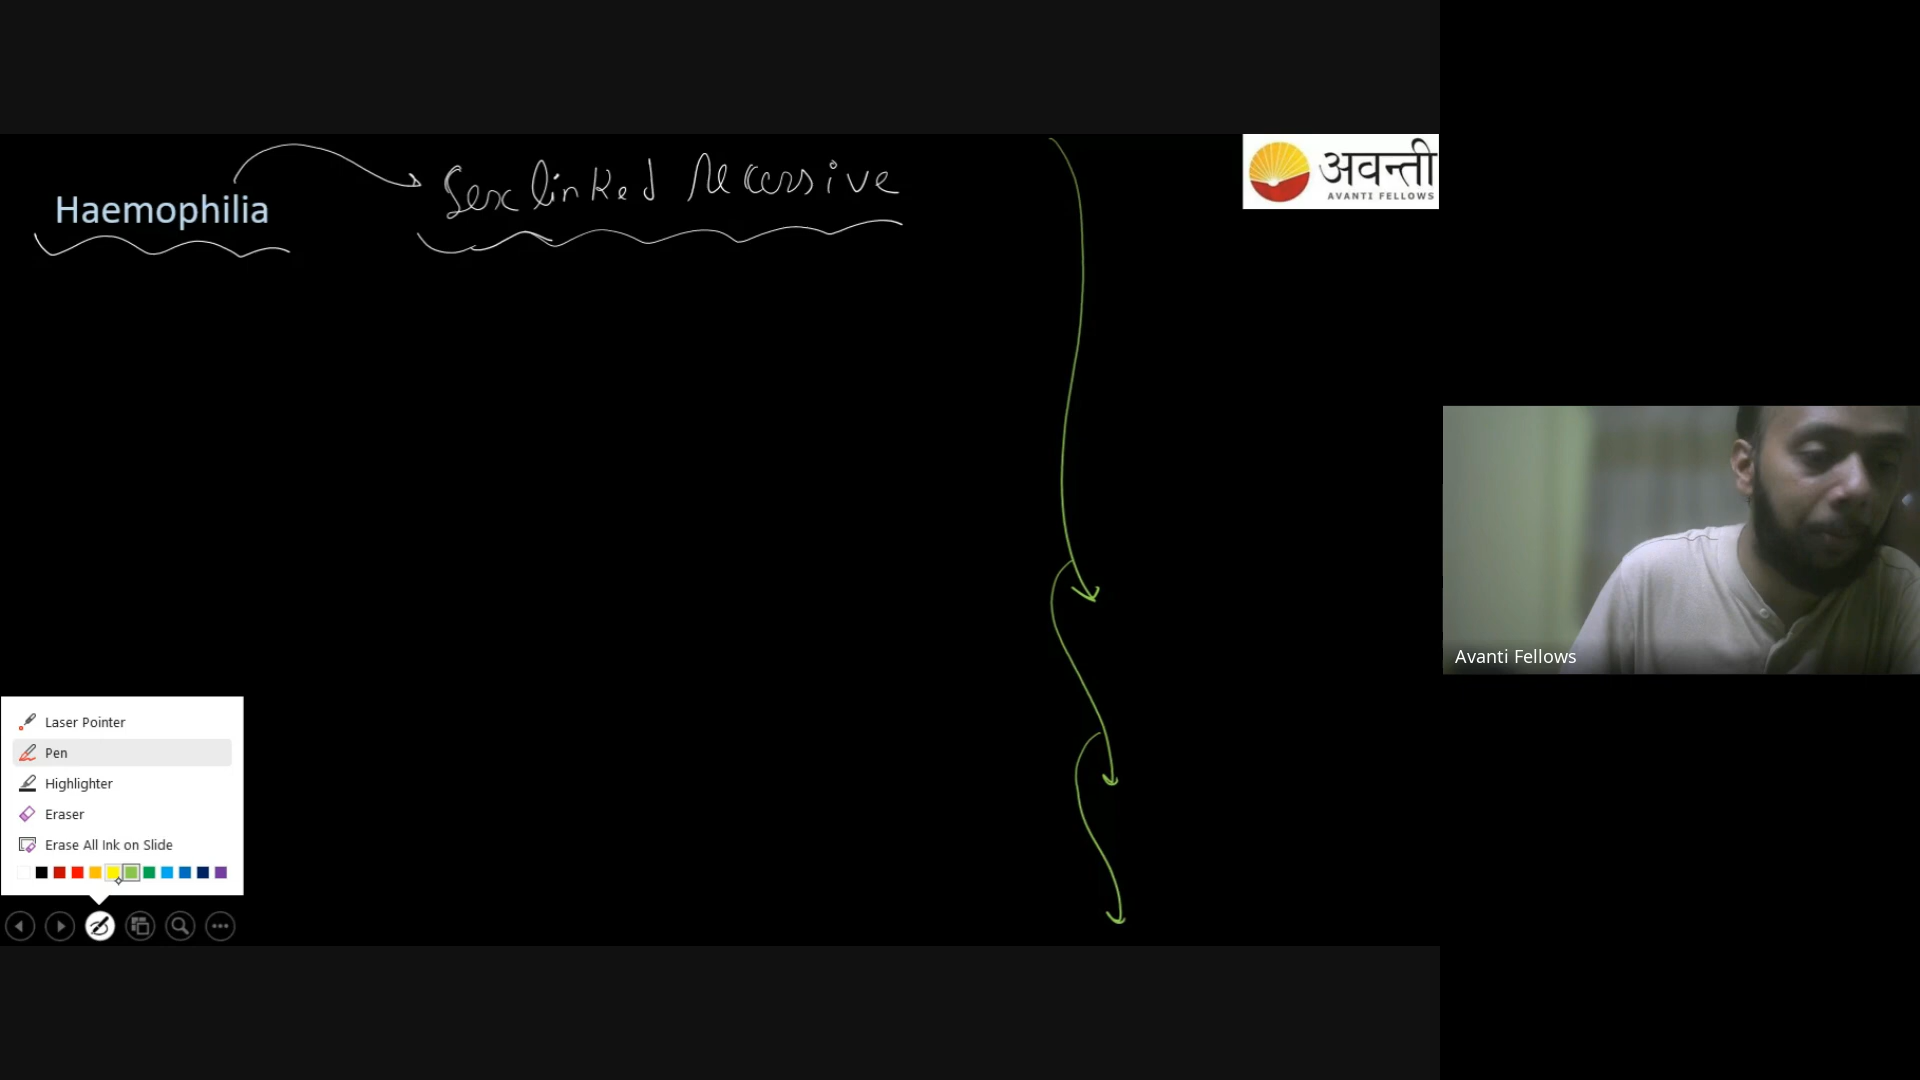 Haemophilia
Sex linked Recessive
अवन्ती
AVANTI FELLOWS
Avanti Fellows
Laser Pointer
Pen
Highlighter
Eraser
Erase All Ink on Slide